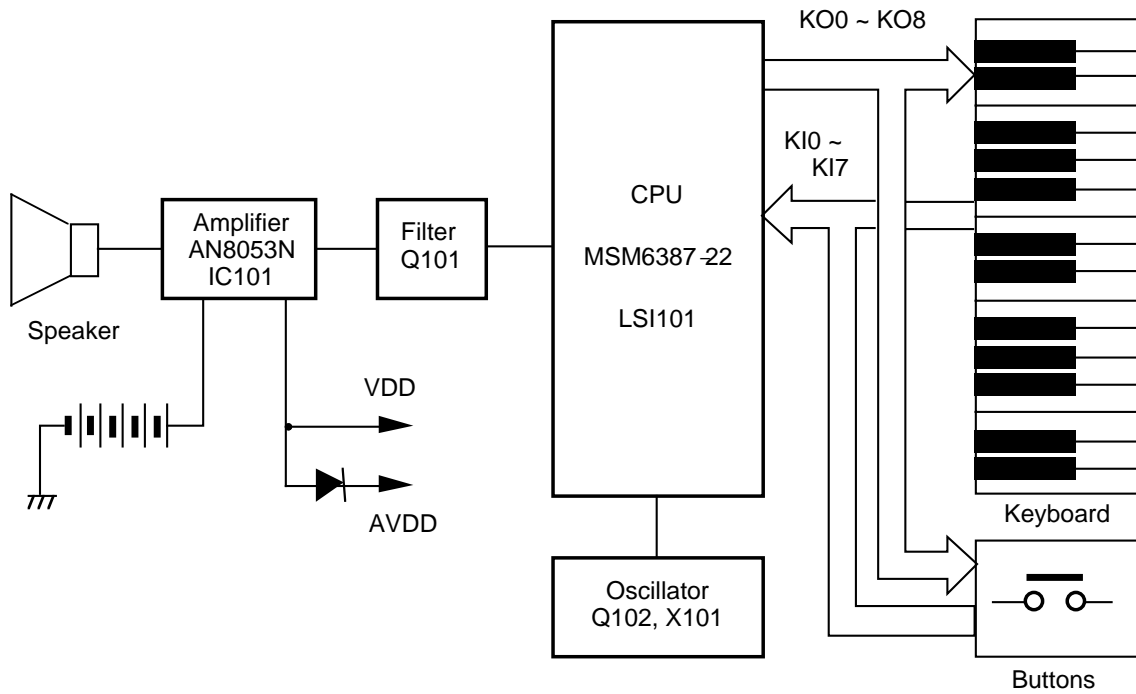 KO0 ~ KO8
KI0 ~
KI7
CPU
MSM6387-22
LSI101
Amplifier
AN8053N
IC101
Filter
Q101
Speaker
VDD
AVDD
Keyboard
Oscillator
Q102, X101
Buttons